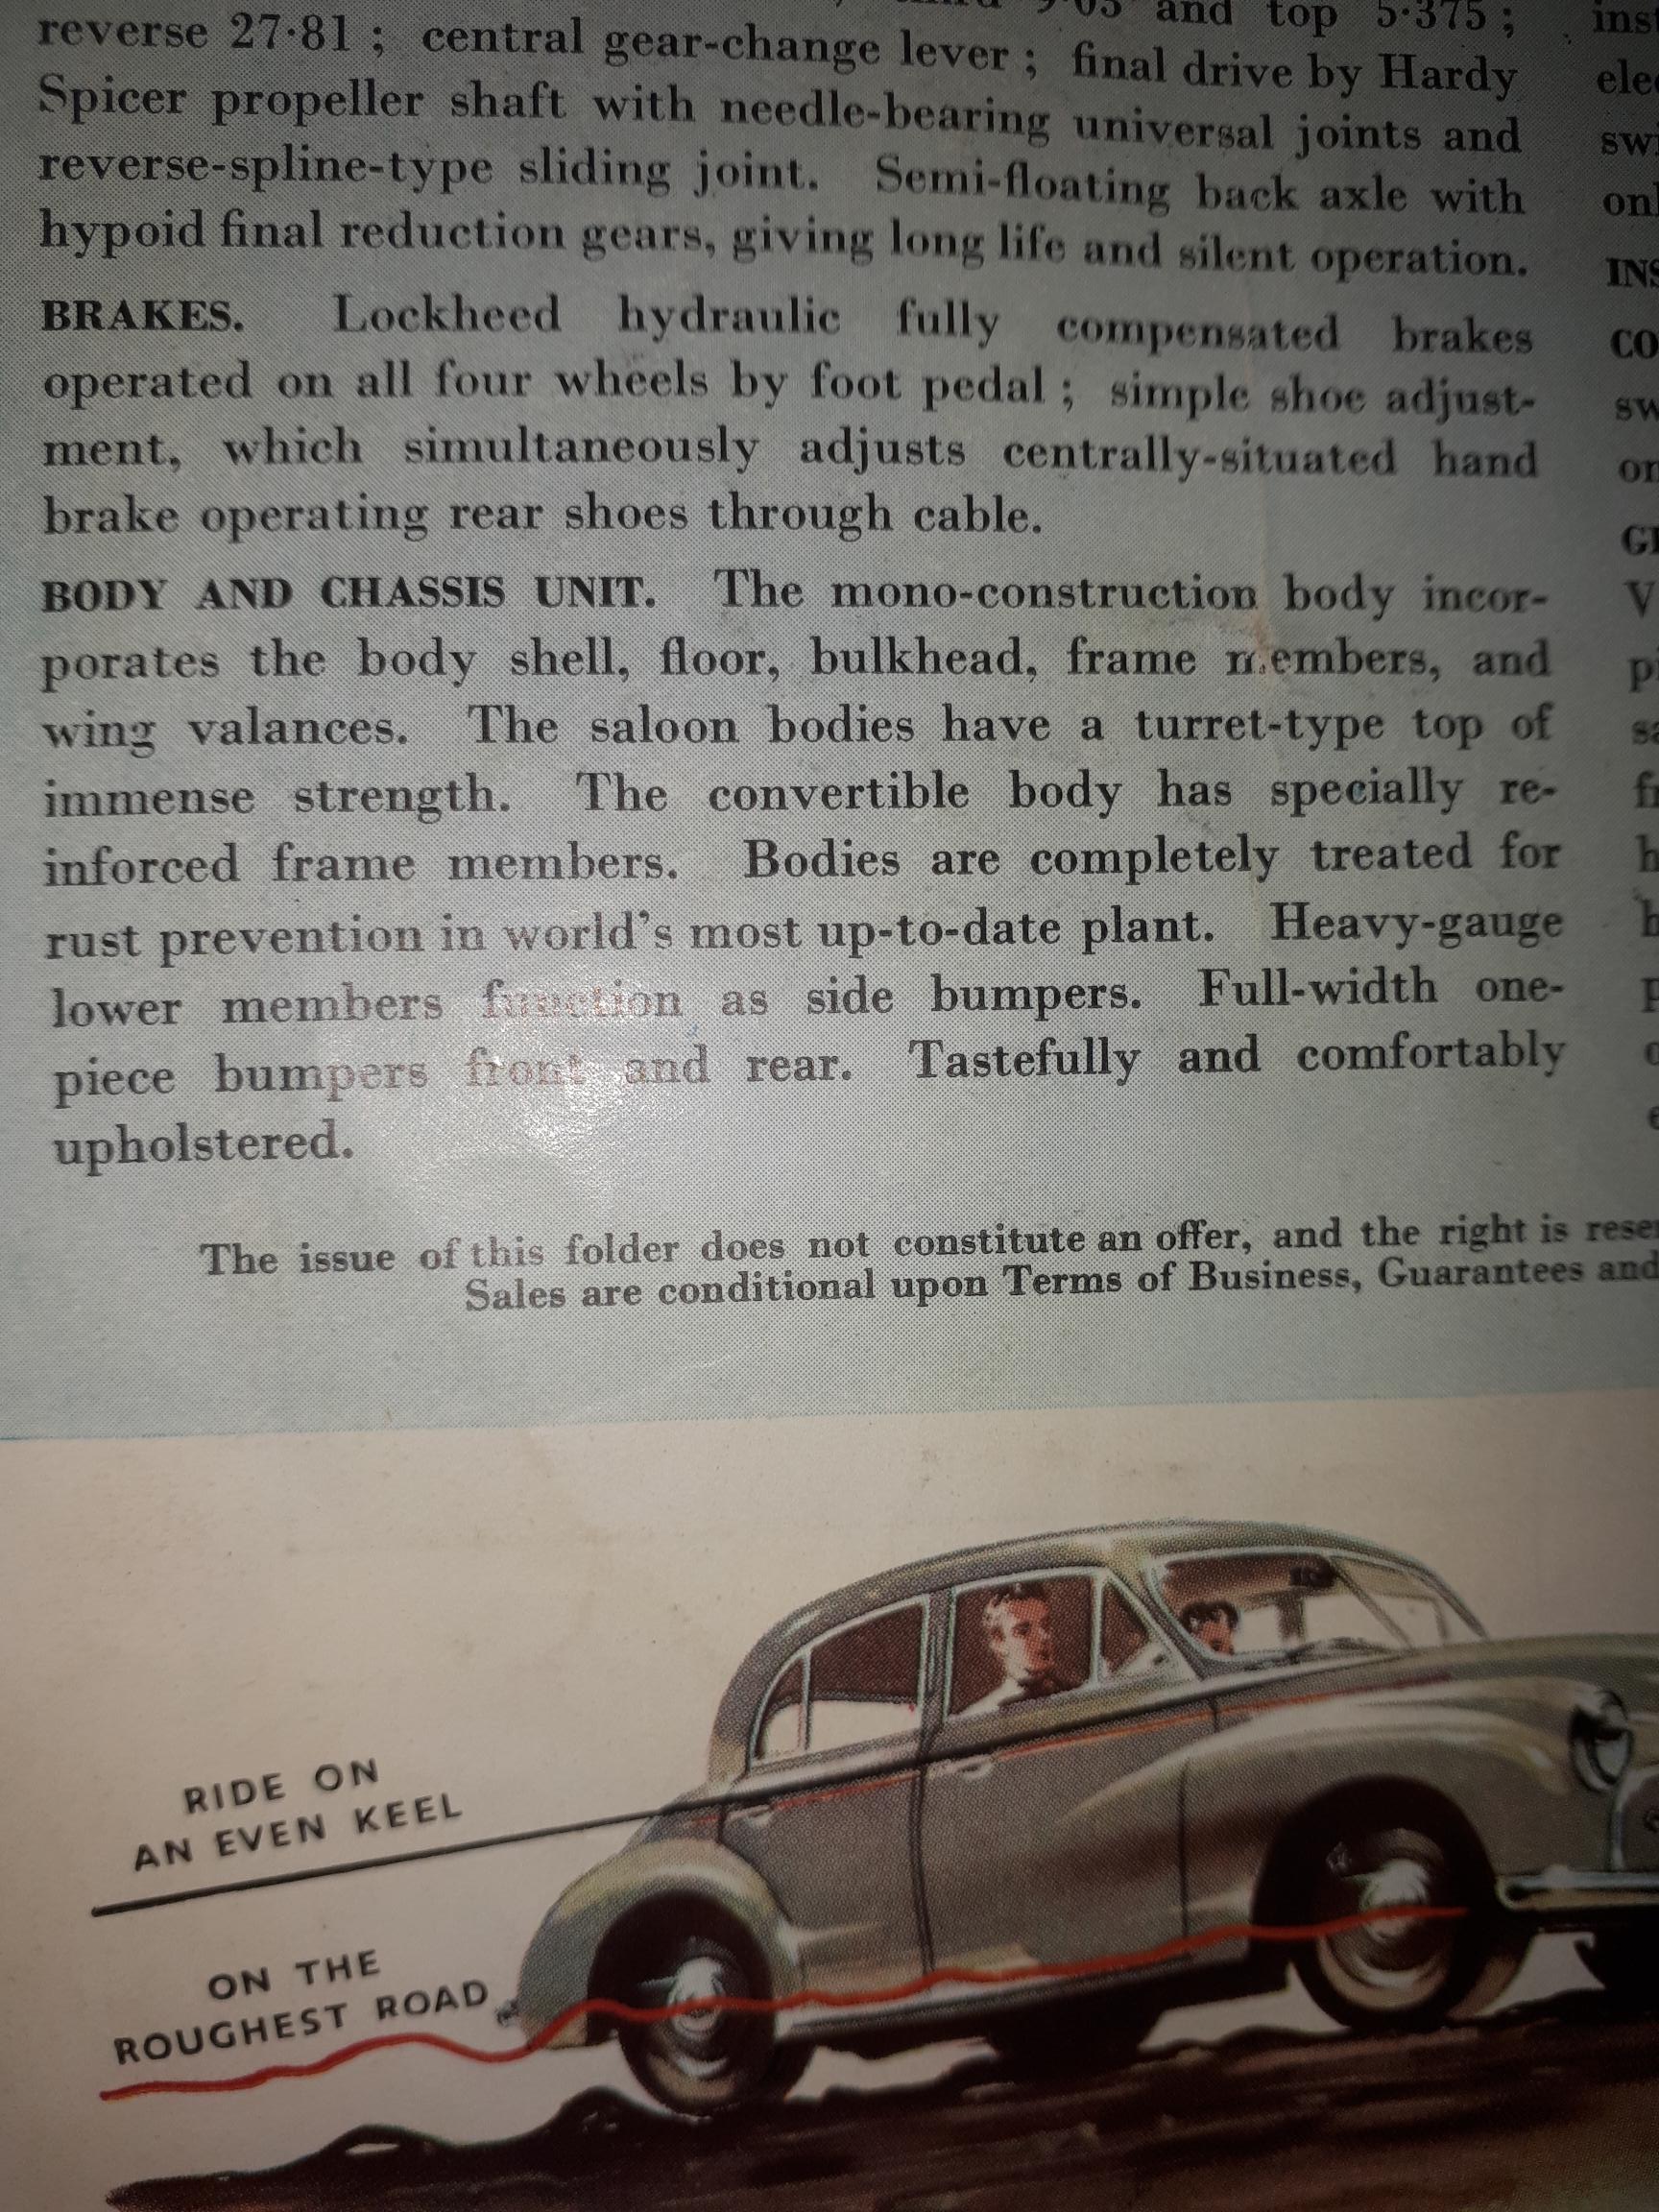 9·05 and top 5·375 ;
reverse 27·81 ; central gear-change lever ; final drive by Hardy
Spicer propeller shaft with needle-bearing universal joints and
reverse-spline-type sliding joint. Semi-floating back axle with
hypoid final reduction gears, giving long life and silent operation.
BRAKES. Lockheed hydraulic fully compensated brakes
operated on all four wheels by foot pedal ; simple shoe adjust-
ment, which simultaneously adjusts centrally-situated hand
brake operating rear shoes through cable.
BODY AND CHASSIS UNIT. The mono-construction body incor-
porates the body shell, floor, bulkhead, frame members, and
wing valances. The saloon bodies have a turret-type top of
immense strength. The convertible body has specially re-
inforced frame members. Bodies are completely treated for
rust prevention in world's most up-to-date plant. Heavy-gauge
lower members function as side bumpers. Full-width one-
piece bumpers front and rear. Tastefully and comfortably
upholstered.
The issue of this folder does not constitute an offer, and the right is
Sales are conditional upon Terms of Business, Guarantees and
RIDE ON
AN EVEN KEEL
ON THE
ROUGHEST ROAD